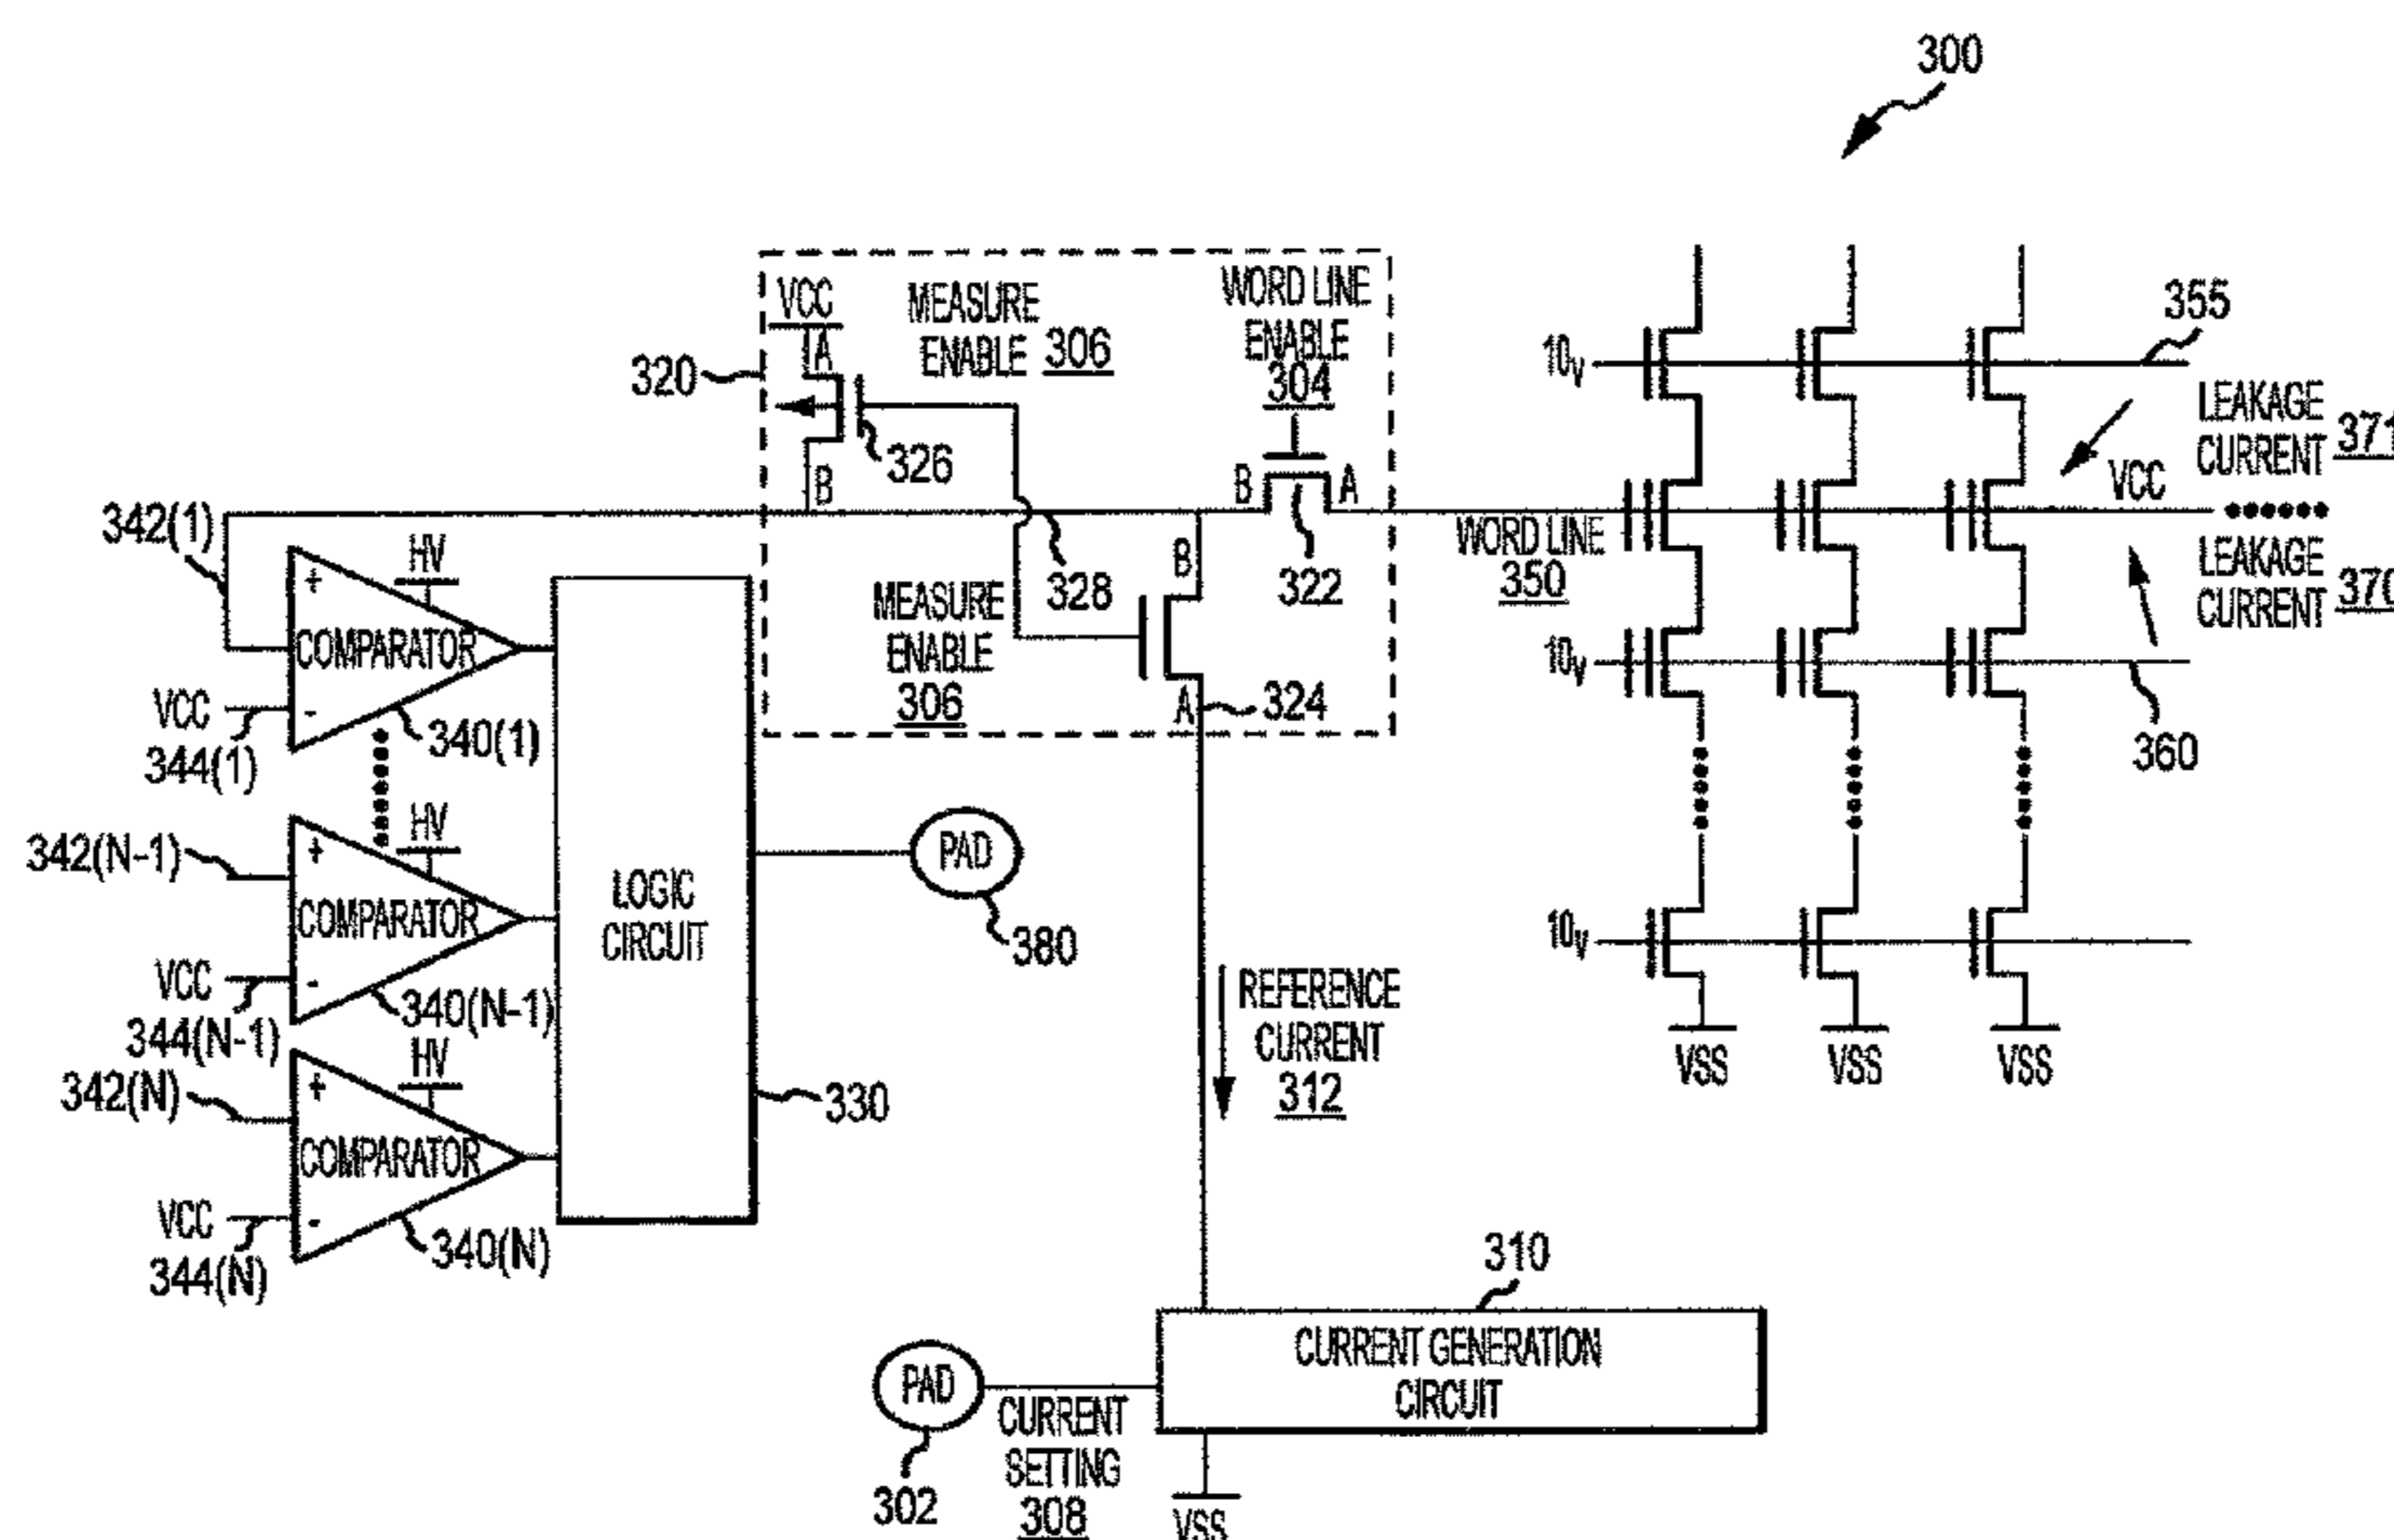 300
VCC
A
MEASURE
ENABLE 306
WORD LINE
ENABLE
304
320
326
B
B
A
342(1)
HV
+
COMPARATOR
-
VCC
344(1)
340(1)
MEASURE
ENABLE
306
328
B
322
A
324
WORD LINE
350
10V
355
LEAKAGE
CURRENT 371
VCC
LEAKAGE
CURRENT 370
10V
360
342(N-1)
HV
+
COMPARATOR
-
VCC
344(N-1)
340(N-1)
LOGIC
CIRCUIT
PAD
380
10V
VSS
VSS
VSS
REFERENCE
CURRENT
312
342(N)
HV
+
COMPARATOR
-
VCC
344(N)
340(N)
330
310
CURRENT GENERATION
CIRCUIT
PAD
302
CURRENT
SETTING
308
VSS